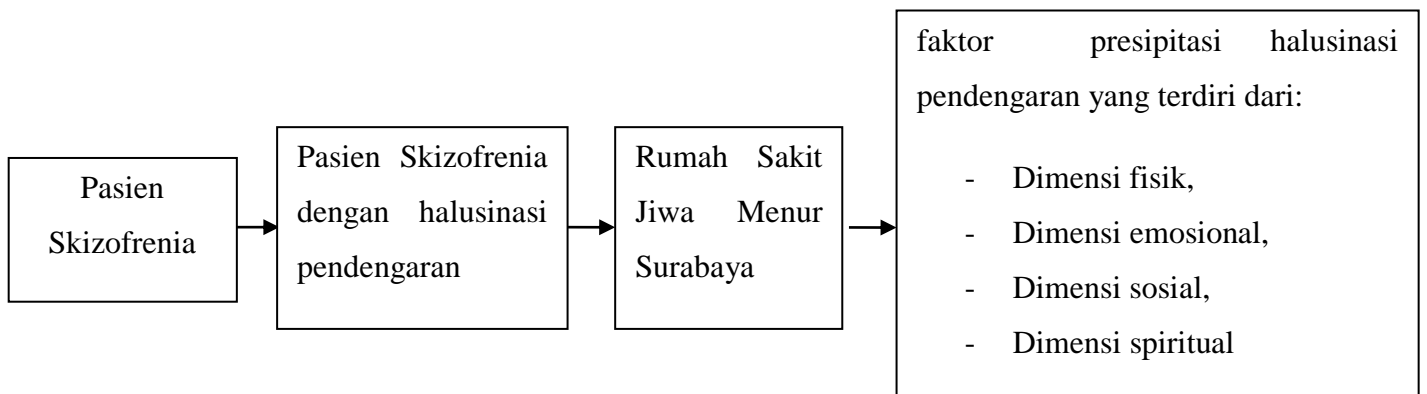 Pasien
Skizofrenia
Pasien Skizofrenia
dengan halusinasi
pendengaran
Rumah Sakit
Jiwa Menur
Surabaya
faktor presipitasi halusinasi
pendengaran yang terdiri dari:
- Dimensi fisik,
- Dimensi emosional,
- Dimensi sosial,
- Dimensi spiritual